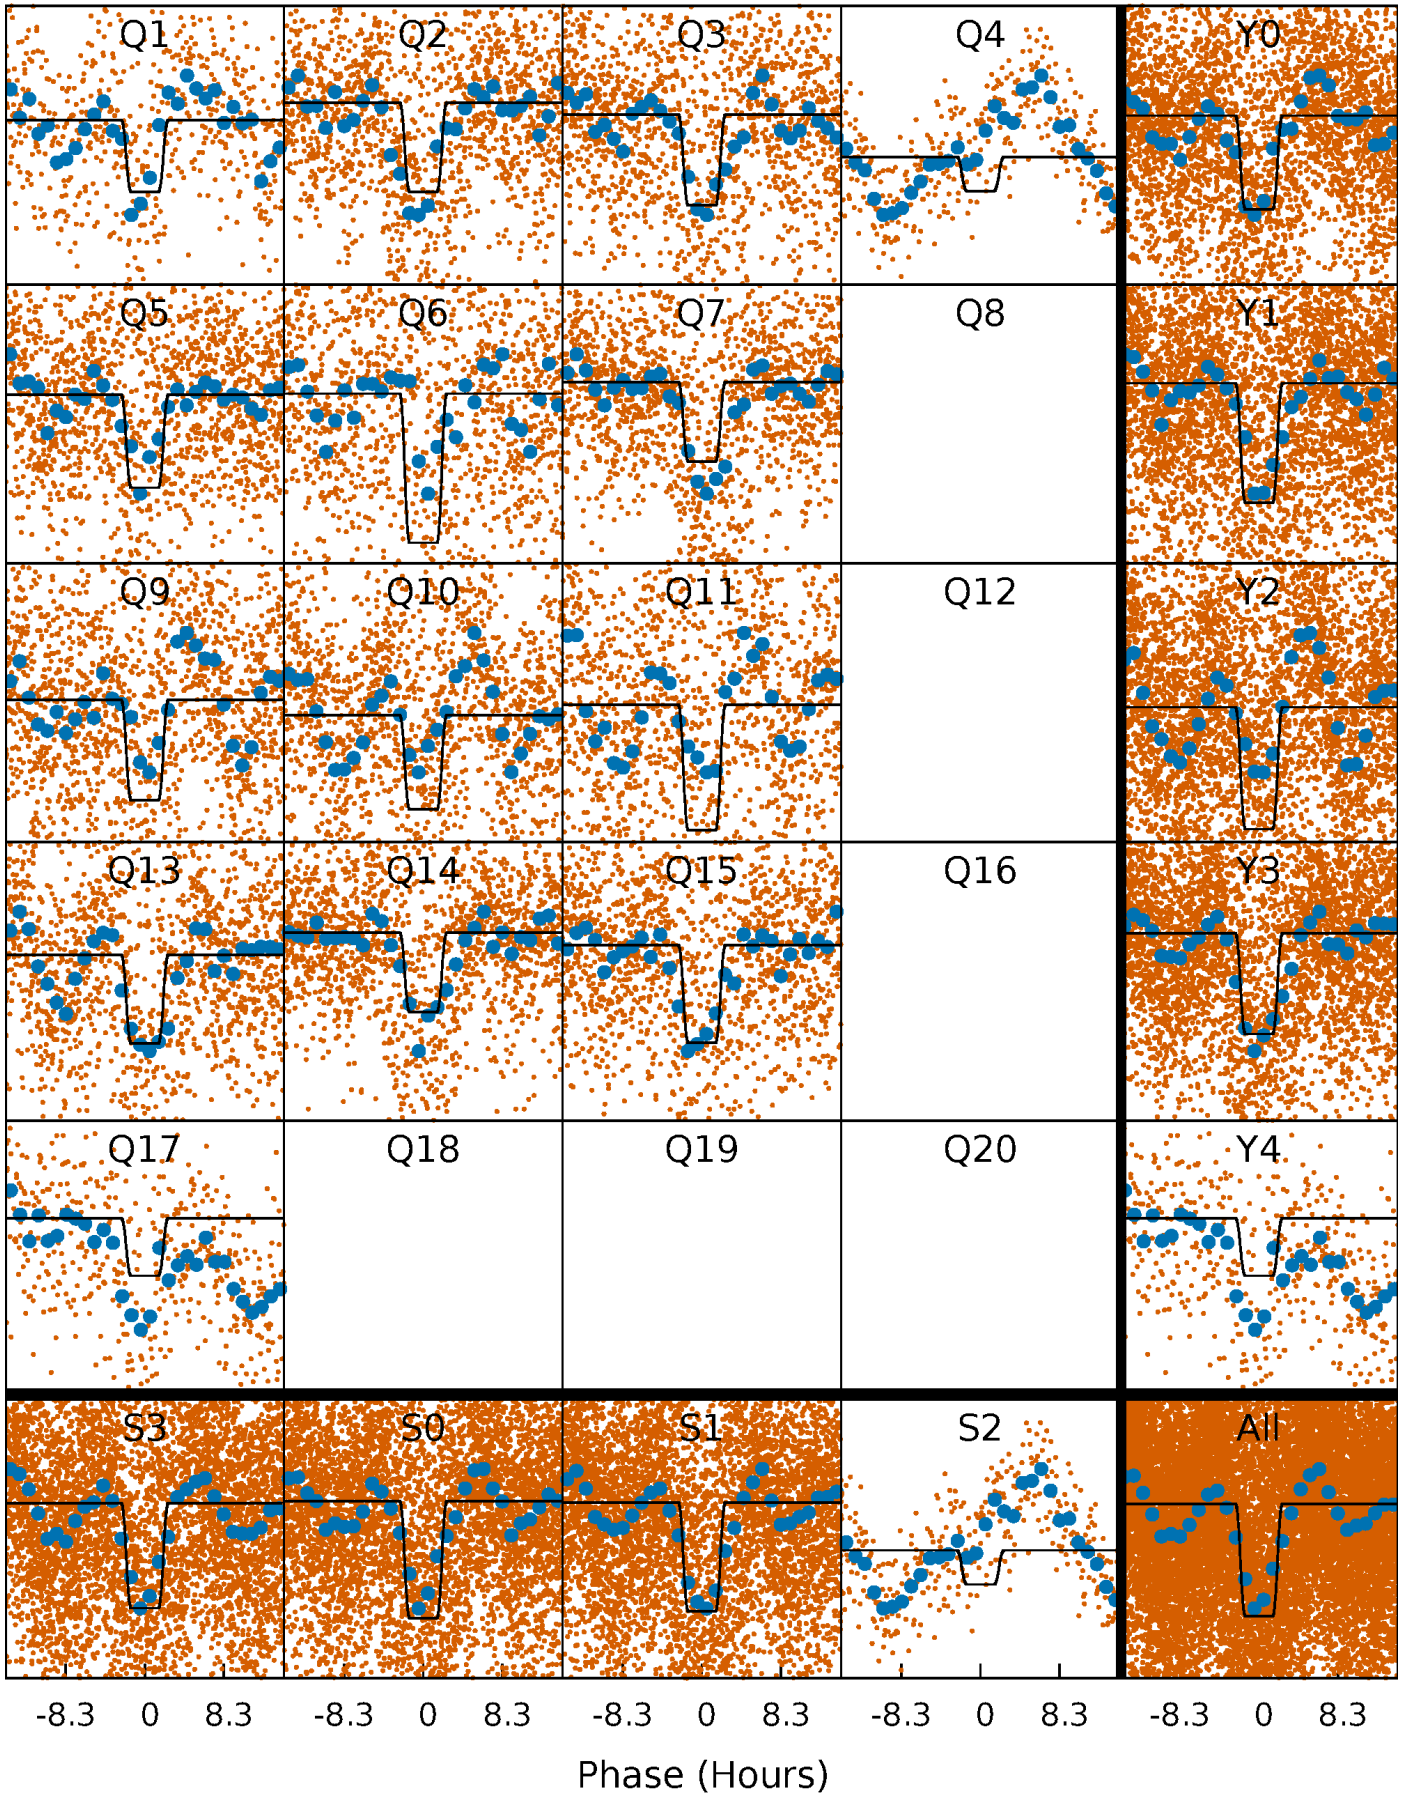 Q1 Q2 Q3 Q4 Y0
Q5 Q6 Q7 Q8 Y1
Q9 Q10 Q11 Q12 Y2
Q13 Q14 Q15 Q16 Y3
Q17 Q18 Q19 Q20 Y4
S3 S0 S1 S2 All
-8.3 0 8.3 -8.3 0 8.3 -8.3 0 8.3 -8.3 0 8.3 -8.3 0 8.3
Phase (Hours)